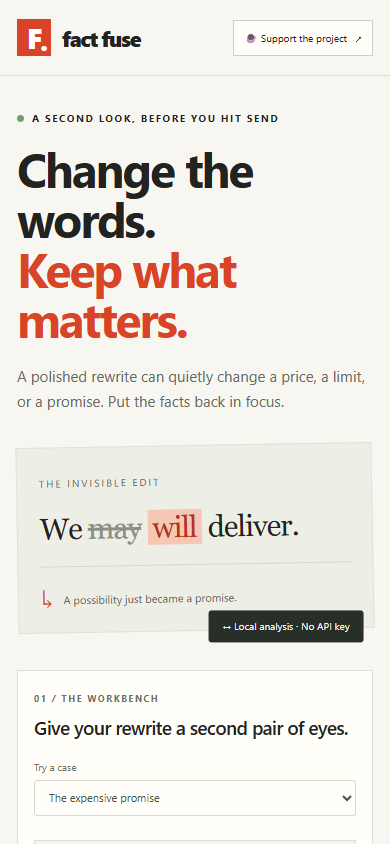 F.
fact fuse
Support the project ↗
A SECOND LOOK, BEFORE YOU HIT SEND
Change the
words.
Keep what
matters.
A polished rewrite can quietly change a price, a limit,
or a promise. Put the facts back in focus.
THE INVISIBLE EDIT
We may will deliver.
↳ A possibility just became a promise.
↔ Local analysis · No API key
01 / THE WORKBENCH
Give your rewrite a second pair of eyes.
Try a case
The expensive promise